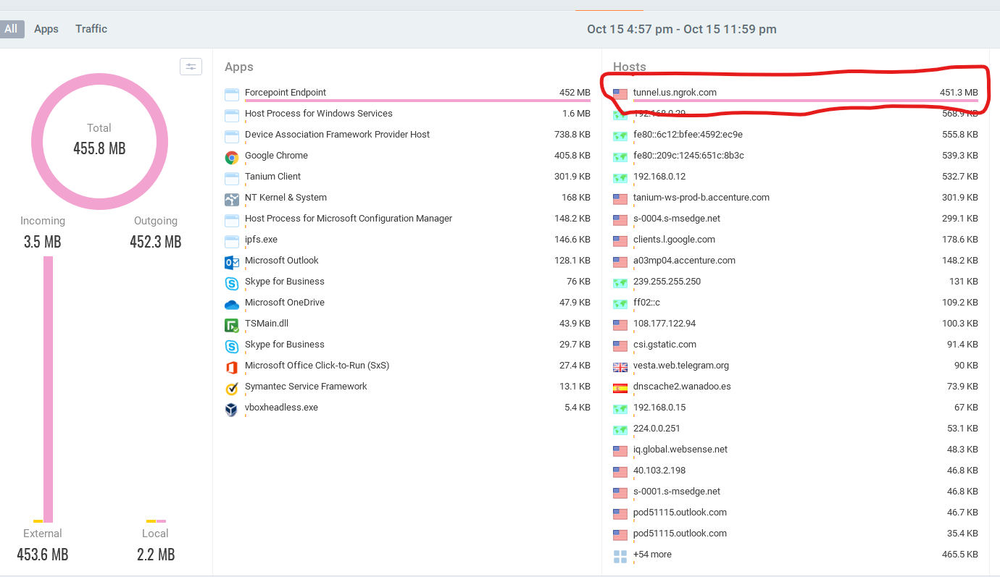 All Apps Traffic Oct 15 4:57 pm - Oct 15 11:59 pm
Total
455.8 MB
Incoming Outgoing
3.5 MB 452.3 MB
External Local
453.6 MB 2.2 MB
Apps
Forcepoint Endpoint 452 MB
Host Process for Windows Services 1.6 MB
Device Association Framework Provider Host 738.8 KB
Google Chrome 405.8 KB
Tanium Client 301.9 KB
NT Kernel & System 168 KB
Host Process for Microsoft Configuration Manager 148.2 KB
ipfs.exe 146.6 KB
Microsoft Outlook 128.1 KB
Skype for Business 76 KB
Microsoft OneDrive 47.9 KB
TSMain.dll 43.9 KB
Skype for Business 29.7 KB
Microsoft Office Click-to-Run (SxS) 27.4 KB
Symantec Service Framework 13.1 KB
vboxheadless.exe 5.4 KB
Hosts
tunnel.us.ngrok.com 451.3 MB
192.168.0.29 568.9 KB
fe80::6c12:bfee:4592:ec9e 555.8 KB
fe80::209c:1245:651c:8b3c 539.3 KB
192.168.0.12 532.7 KB
tanium-ws-prod-b.accenture.com 301.9 KB
s-0004.s-msedge.net 299.1 KB
clients.l.google.com 178.6 KB
a03mp04.accenture.com 148.2 KB
239.255.255.250 131 KB
ff02::c 109.2 KB
108.177.122.94 100.3 KB
csi.gstatic.com 91.4 KB
vesta.web.telegram.org 90 KB
dnscache2.wanadoo.es 73.9 KB
192.168.0.15 67 KB
224.0.0.251 53.1 KB
iq.global.websense.net 48.3 KB
40.103.2.198 46.8 KB
s-0001.s-msedge.net 46.8 KB
pod51115.outlook.com 46.7 KB
pod51115.outlook.com 35.4 KB
+54 more 465.5 KB